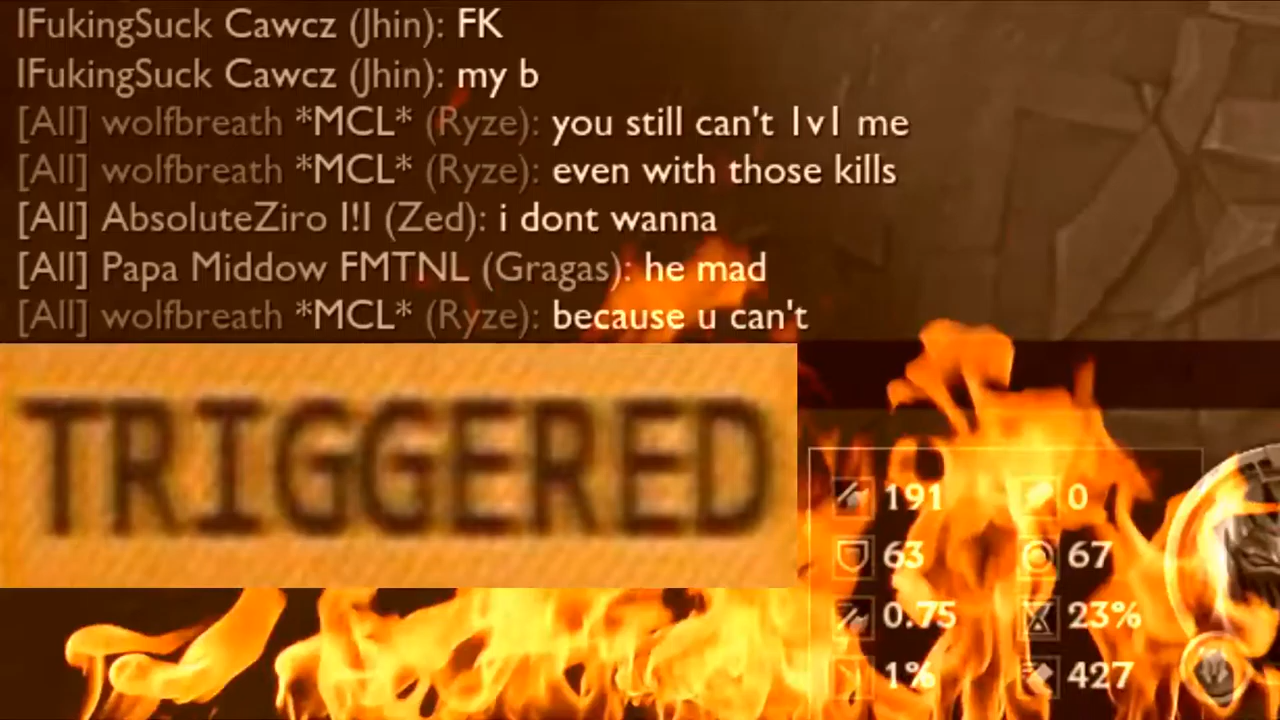 IFukingSuck Cawcz (Jhin): FK
IFukingSuck Cawcz (Jhin): my b
[All] wolfbreath *MCL* (Ryze): you still can't 1v1 me
[All] wolfbreath *MCL* (Ryze): even with those kills
[All] AbsoluteZiro I!I (Zed): i dont wanna
[All] Papa Middow FMTNL (Gragas): he mad
[All] wolfbreath *MCL* (Ryze): because u can't
TRIGGERED
191 0
63 67
0.75 23%
1% 427